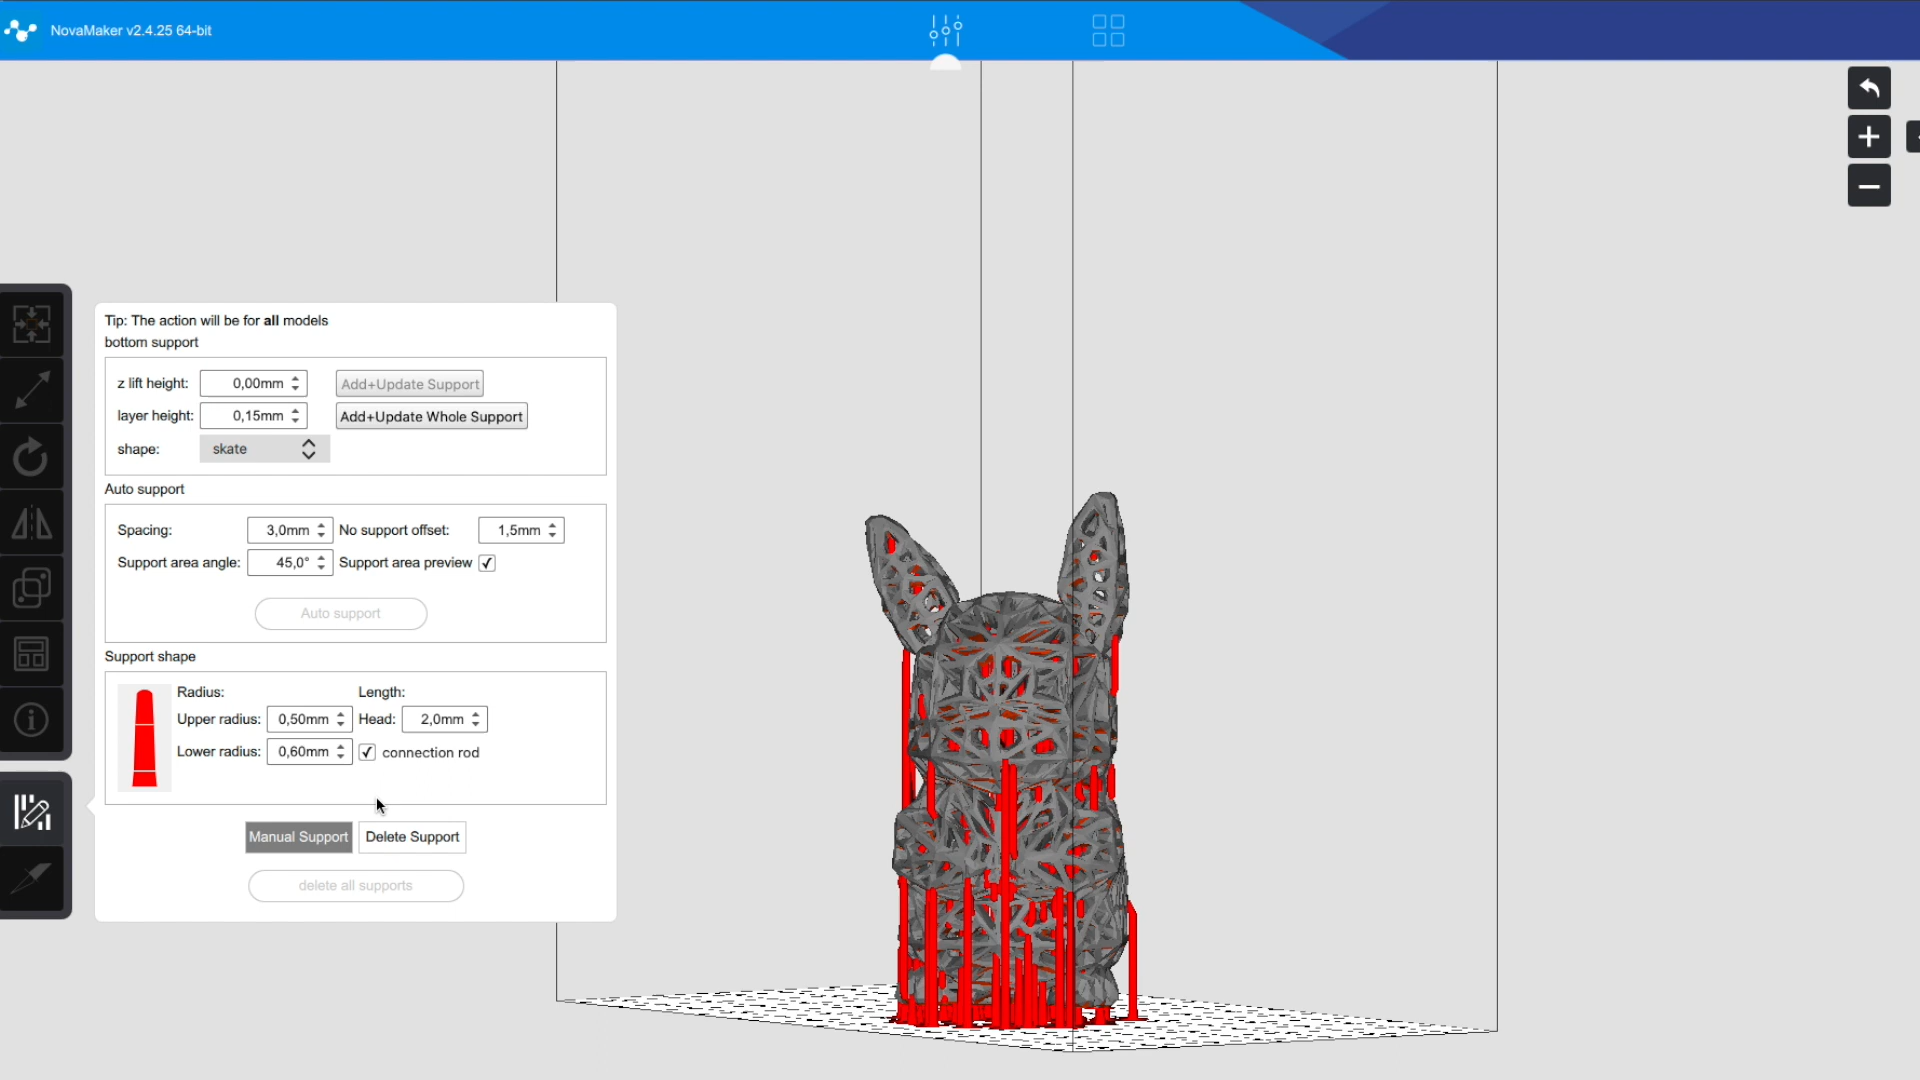 NovaMaker v2.4.25 64-bit
Tip: The action will be for all models
bottom support
z lift height: 0,00mm Add+Update Support
layer height: 0,15mm Add+Update Whole Support
shape: skate
Auto support
Spacing: 3,0mm No support offset: 1,5mm
Support area angle: 45,0° Support area preview
Auto support
Support shape
Radius: Length:
Upper radius: 0,50mm Head: 2,0mm
Lower radius: 0,60mm connection rod
Manual Support Delete Support
delete all supports